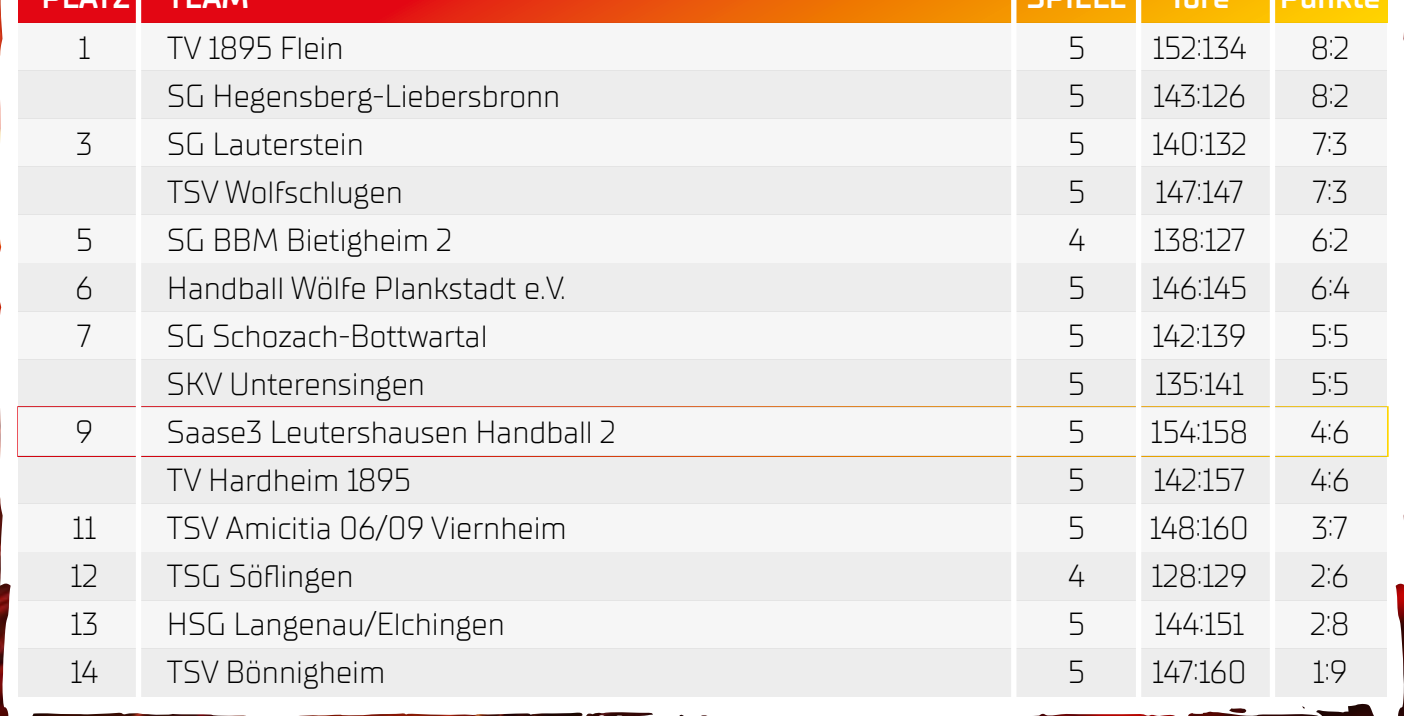 PLATZ TEAM SPIELE Tore Punkte
1 TV 1895 Flein 5 152:134 8:2
SG Hegensberg-Liebersbronn 5 143:126 8:2
3 SG Lauterstein 5 140:132 7:3
TSV Wolfschlugen 5 147:147 7:3
5 SG BBM Bietigheim 2 4 138:127 6:2
6 Handball Wölfe Plankstadt e.V. 5 146:145 6:4
7 SG Schozach-Bottwartal 5 142:139 5:5
SKV Unterensingen 5 135:141 5:5
9 Saase3 Leutershausen Handball 2 5 154:158 4:6
TV Hardheim 1895 5 142:157 4:6
11 TSV Amicitia 06/09 Viernheim 5 148:160 3:7
12 TSG Söflingen 4 128:129 2:6
13 HSG Langenau/Elchingen 5 144:151 2:8
14 TSV Bönnigheim 5 147:160 1:9